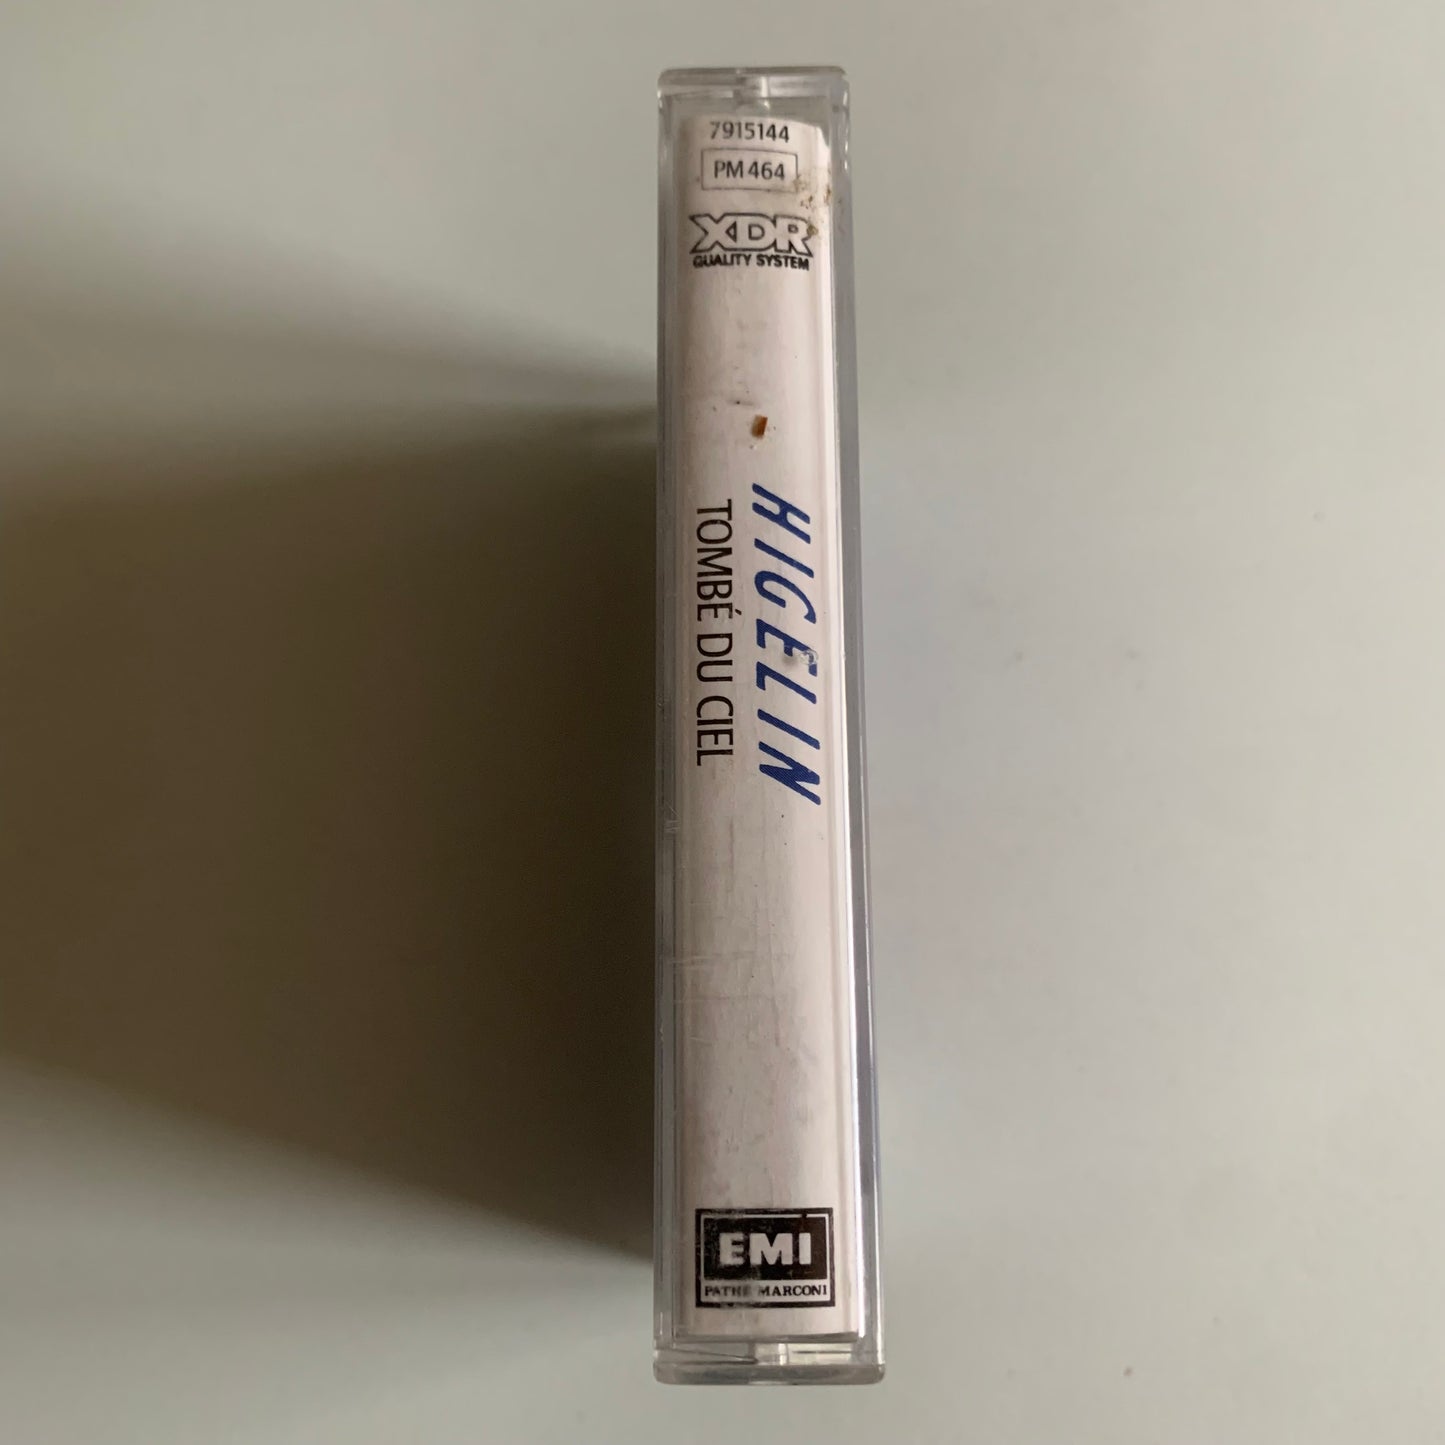 7915144
PM 464
XDR
QUALITY SYSTEM
HIGELIN
TOMBÉ DU CIEL
EMI
PATHE MARCONI